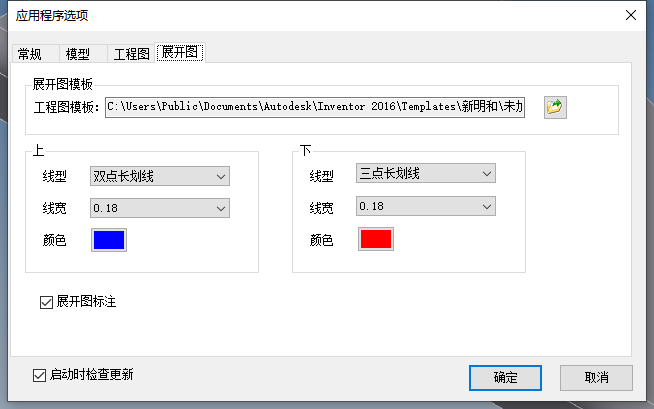 应用程序选项
常规 模型 工程图 展开图
展开图模板
工程图模板： C:\Users\Public\Documents\Autodesk\Inventor 2016\Templates\新明和\未
上 下
线型 双点长划线 线型 三点长划线
线宽 0.18 线宽 0.18
颜色 颜色
展开图标注
启动时检查更新
确定 取消